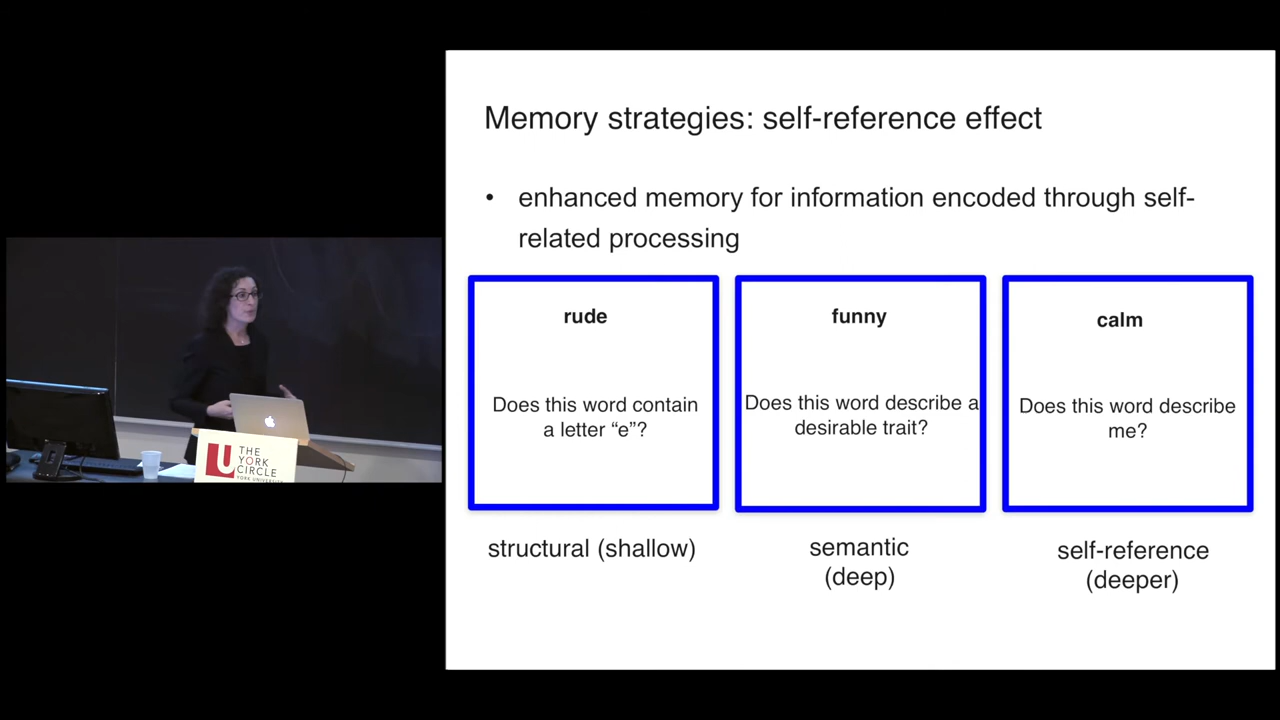 Memory strategies: self-reference effect
• enhanced memory for information encoded through self-
related processing
rude
Does this word contain
a letter “e”?
structural (shallow)
funny
Does this word describe a
desirable trait?
semantic
(deep)
calm
Does this word describe
me?
self-reference
(deeper)
THE
YORK
CIRCLE
YORK UNIVERSITY